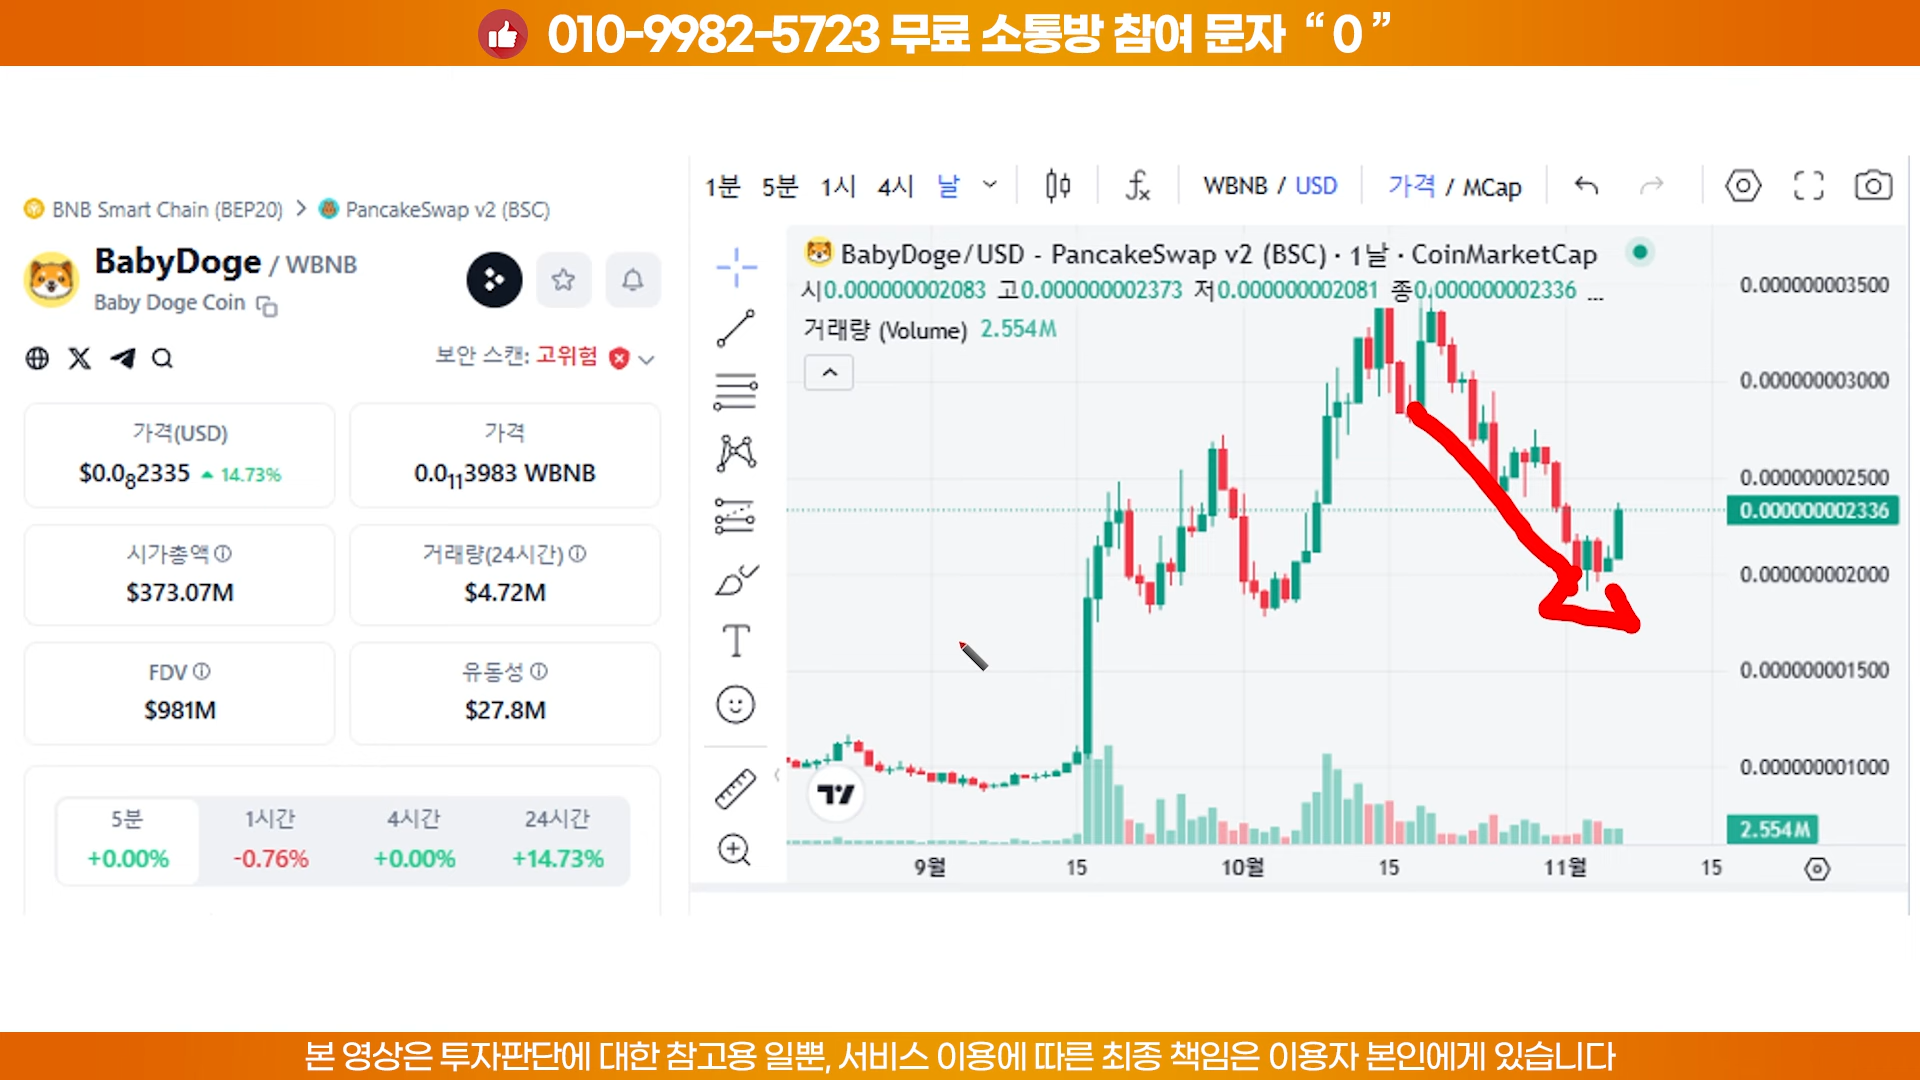 010-9982-5723 무료 소통방 참여 문자 “ 0 ”
BNB Smart Chain (BEP20) > PancakeSwap v2 (BSC)
BabyDoge / WBNB
Baby Doge Coin
보안 스캔: 고위험
가격(USD)
$0.0₈2335 ▲ 14.73%
가격
0.0₁₁3983 WBNB
시가총액
$373.07M
거래량(24시간)
$4.72M
FDV
$981M
유동성
$27.8M
5분 1시간 4시간 24시간
+0.00% -0.76% +0.00% +14.73%
1분 5분 1시 4시 날 WBNB / USD 가격 / MCap
BabyDoge/USD - PancakeSwap v2 (BSC) · 1날 · CoinMarketCap
시0.000000002083 고0.000000002373 저0.000000002081 종0.000000002336 ...
거래량 (Volume) 2.554M
0.000000003500
0.000000003000
0.000000002500
0.000000002336
0.000000002000
0.000000001500
0.000000001000
2.554M
9월 15 10월 15 11월 15
본 영상은 투자판단에 대한 참고용 일뿐, 서비스 이용에 따른 최종 책임은 이용자 본인에게 있습니다